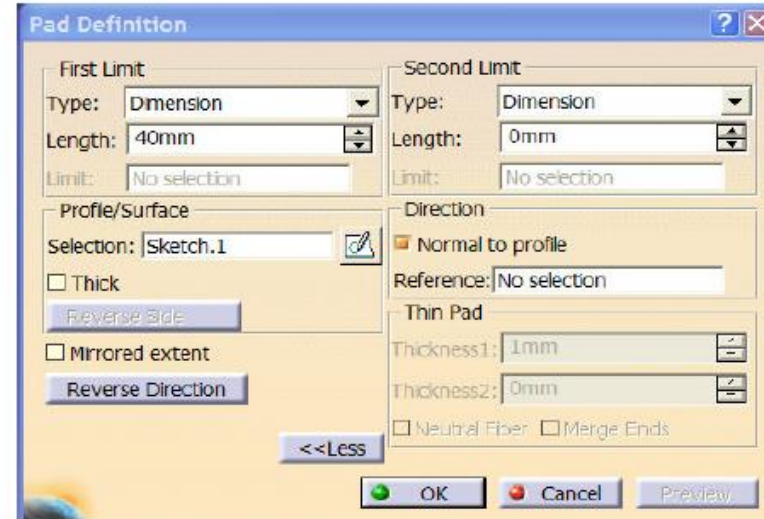 Pad Definition
First Limit
Type: Dimension
Length: 40mm
Limit: No selection
Profile/Surface
Selection: Sketch.1
Thick
Reverse Side
Mirrored extent
Reverse Direction
<<Less
Second Limit
Type: Dimension
Length: 0mm
Limit: No selection
Direction
Normal to profile
Reference: No selection
Thin Pad
Thickness1: 1mm
Thickness2: 0mm
Neutral Fiber Merge Ends
OK Cancel Preview